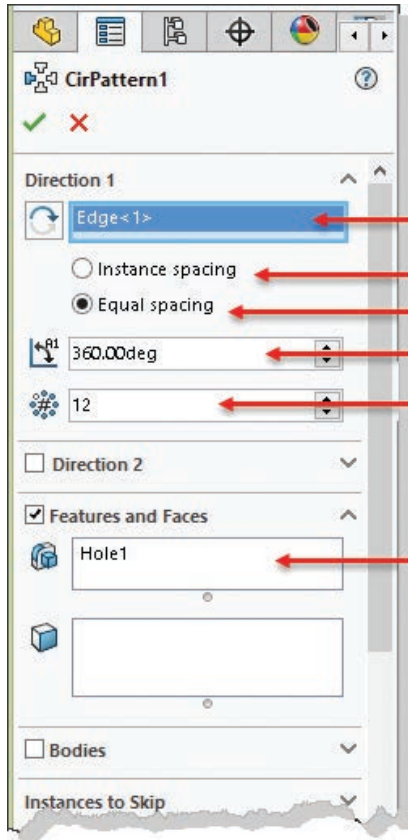 CirPattern1
Direction 1
Edge<1>
Instance spacing
Equal spacing
A1
360.00deg
#
12
Direction 2
Features and Faces
Hole1
Bodies
Instances to Skip